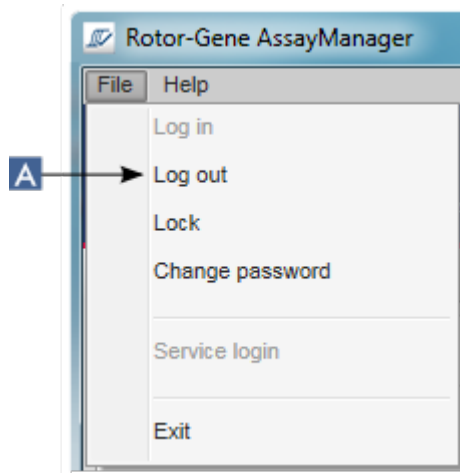 Rotor-Gene AssayManager
File Help
Log in
A Log out
Lock
Change password
Service login
Exit